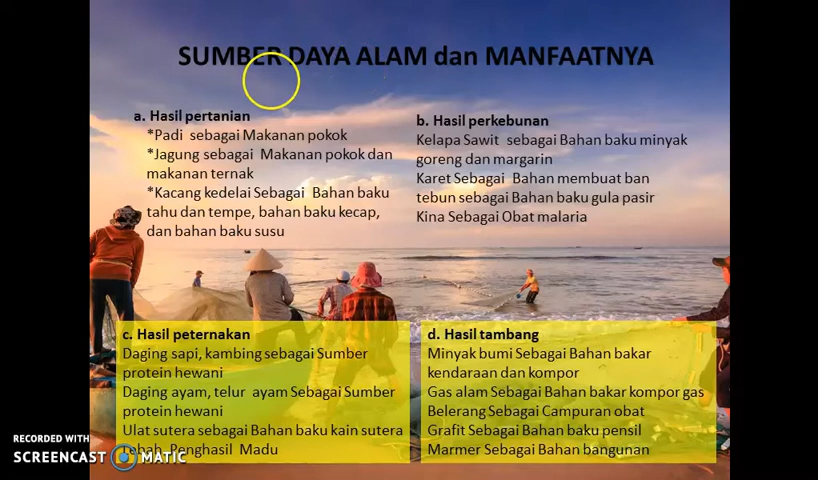 SUMBER DAYA ALAM dan MANFAATNYA
a. Hasil pertanian
*Padi sebagai Makanan pokok
*Jagung sebagai Makanan pokok dan
makanan ternak
*Kacang kedelai Sebagai Bahan baku
tahu dan tempe, bahan baku kecap,
dan bahan baku susu
b. Hasil perkebunan
Kelapa Sawit sebagai Bahan baku minyak
goreng dan margarin
Karet Sebagai Bahan membuat ban
tebun sebagai Bahan baku gula pasir
Kina Sebagai Obat malaria
c. Hasil peternakan
Daging sapi, kambing sebagai Sumber
protein hewani
Daging ayam, telur ayam Sebagai Sumber
protein hewani
Ulat sutera sebagai Bahan baku kain sutera
Lebah Penghasil Madu
d. Hasil tambang
Minyak bumi Sebagai Bahan bakar
kendaraan dan kompor
Gas alam Sebagai Bahan bakar kompor gas
Belerang Sebagai Campuran obat
Grafit Sebagai Bahan baku pensil
Marmer Sebagai Bahan bangunan
RECORDED WITH
SCREENCAST MATIC